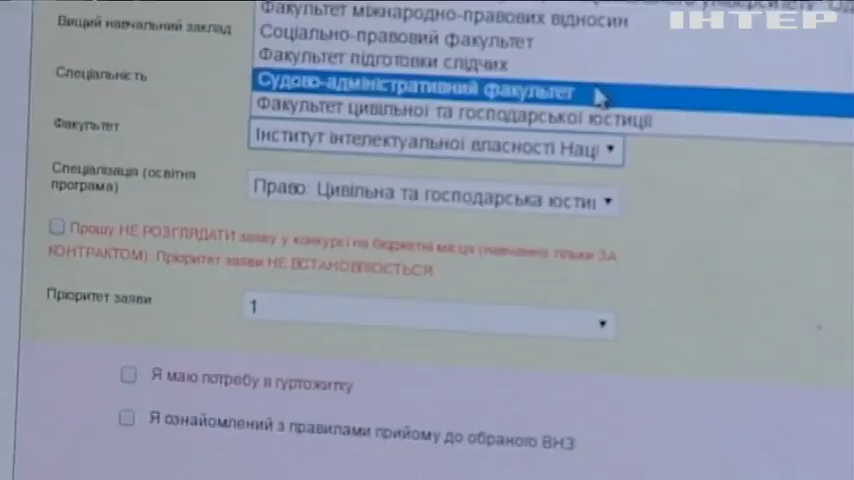 університету "Од
Факультет міжнародно-правових відносин
ІНТЕР
Вищий навчальний заклад
Соціально-правовий факультет
Факультет підготовки слідчих
Спеціальність
Судово-адміністративний факультет
Факультет цивільної та господарської юстиції
Факультет
Інститут інтелектуальної власності Наці
Спеціалізація (освітня
програма)
Право: Цивільна та господарська юсти
Прошу НЕ РОЗГЛЯДАТИ заяву у конкурсі на бюджетні місця (навчання тільки ЗА
КОНТРАКТОМ). Пріоритет заяви НЕ ВСТАНОВЛЮЄТЬСЯ
Пріоритет заяви
1
Я маю потребу в гуртожитку
Я ознайомлений з правилами прийому до обраного ВНЗ